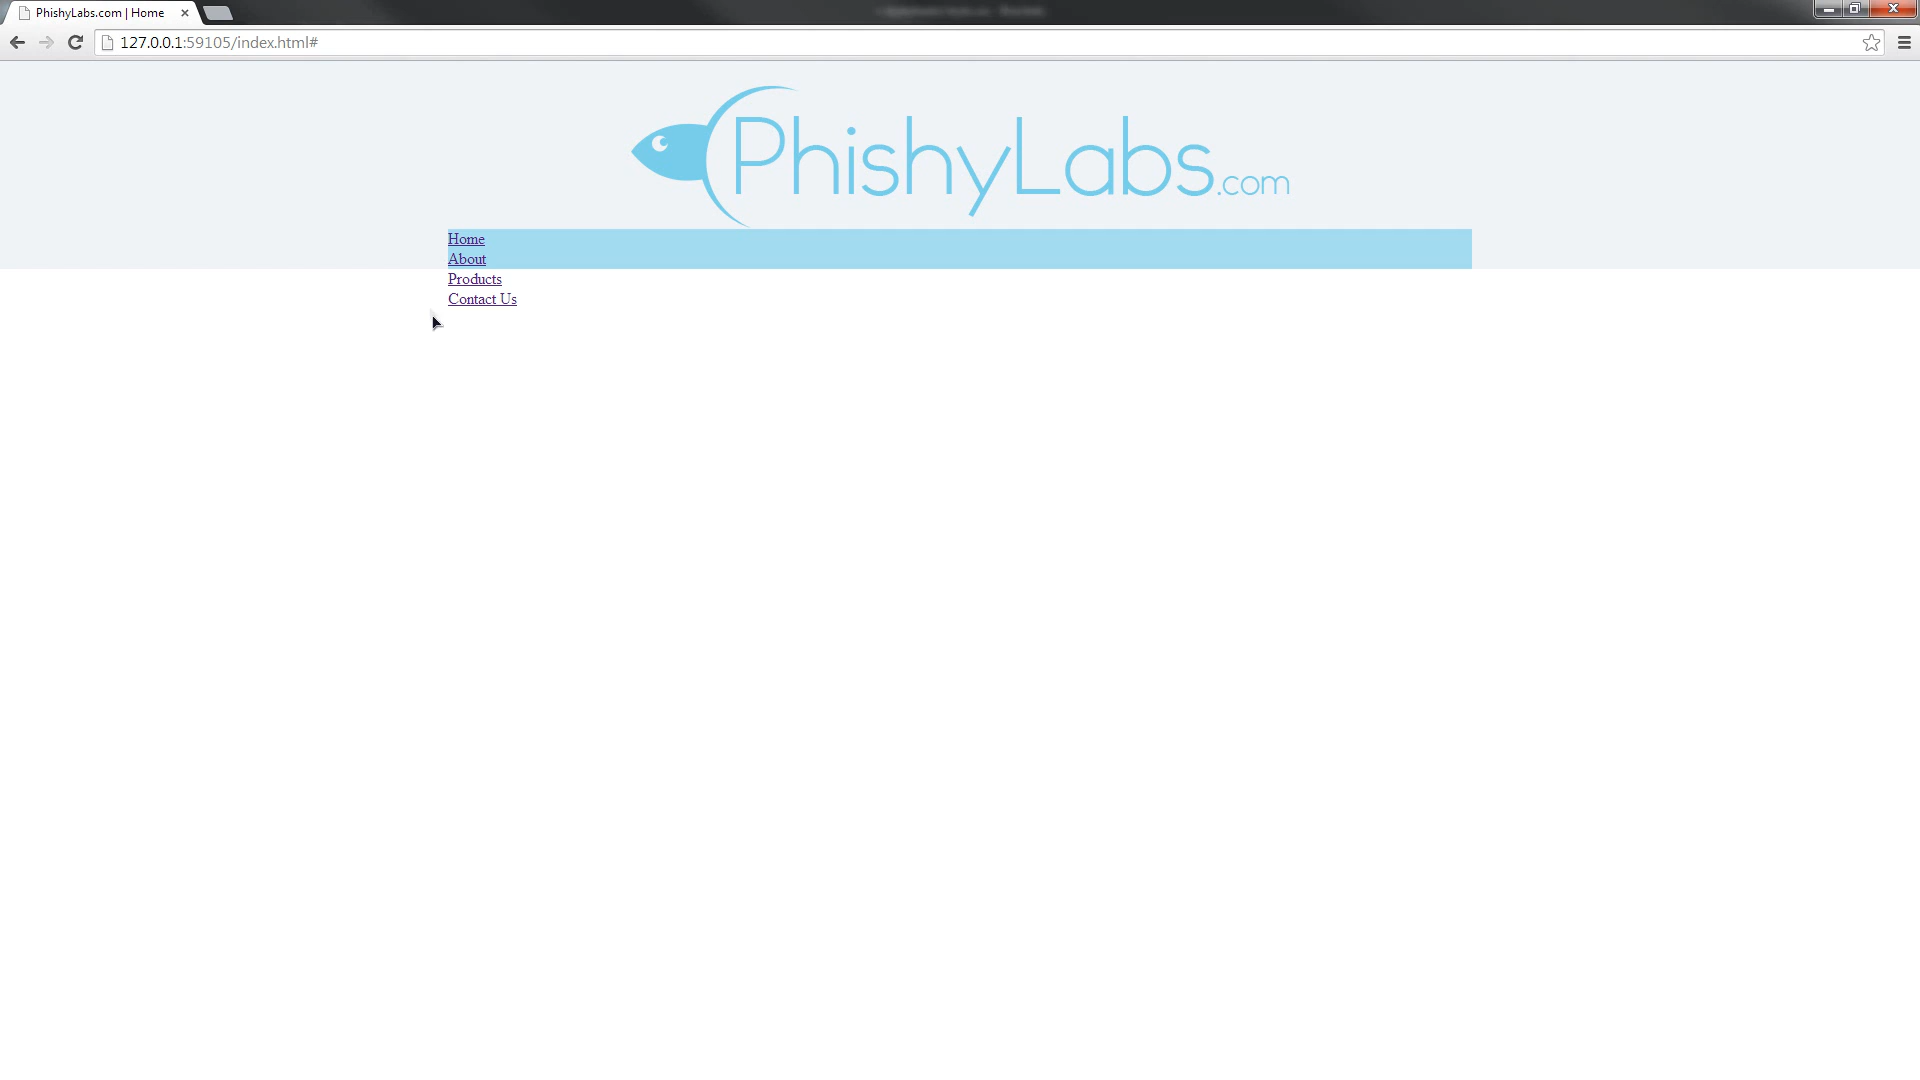 PhishyLabs.com | Home
127.0.0.1:59105/index.html#
PhishyLabs.com
Home
About
Products
Contact Us